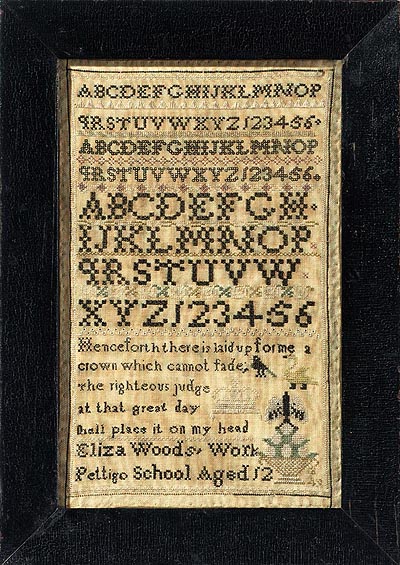 ABCDEFGHIJKLMNOP
QRSTUVWXYZ123456
ABCDEFGHIJKLMNOP
QRSTUVWXYZ123456
ABCDEFGH
IJKLMNOP
QRSTUVW
XYZ123456
Henceforth there is laid up for me a
crown which cannot fade,
The righteous judge
at that great day
shall place it on my head
Eliza Woods, Work
Pettigo School Aged 12